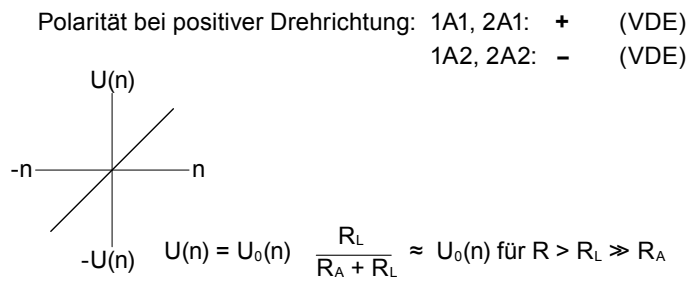 Polarität bei positiver Drehrichtung: 1A1, 2A1: + (VDE)
1A2, 2A2: – (VDE)
U(n)
-n n
-U(n)
U(n) = U₀(n) R_L / (R_A + R_L) ≈ U₀(n) für R > R_L ≫ R_A